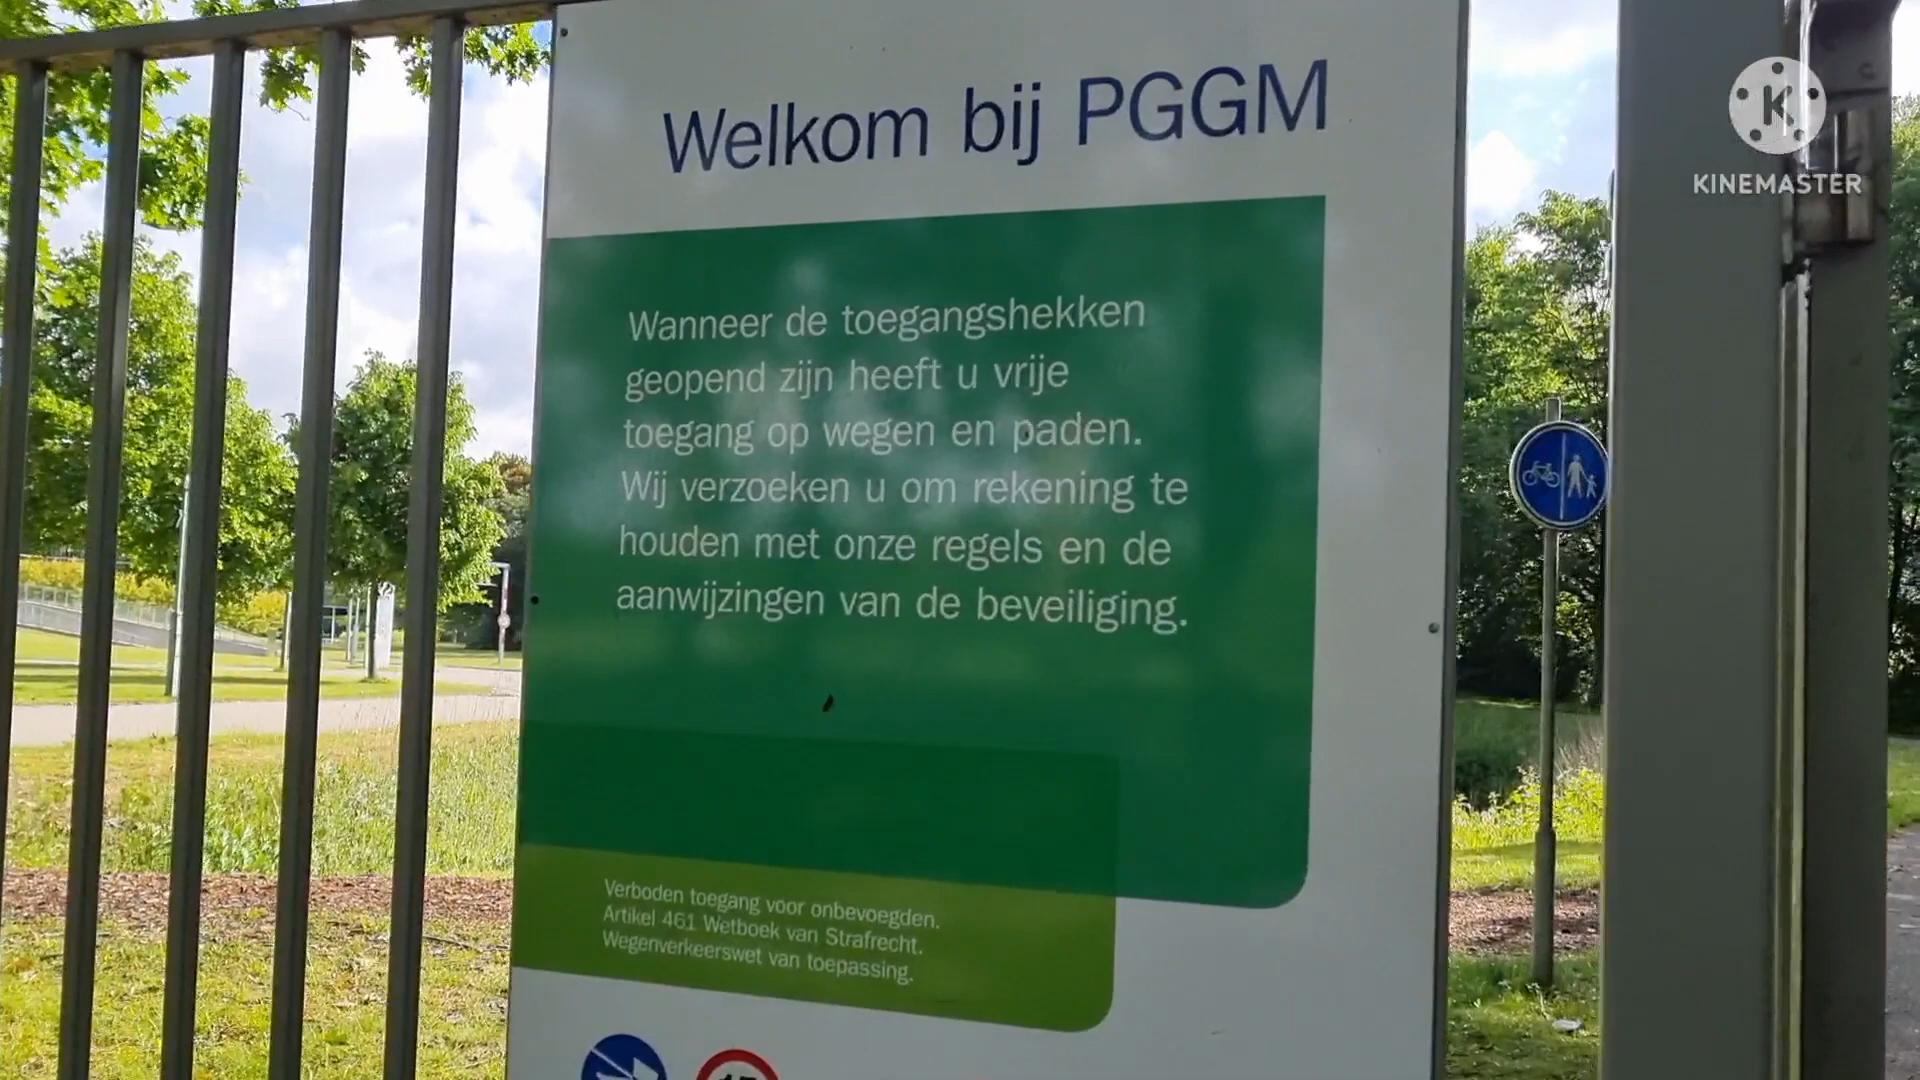 Welkom bij PGGM
KINEMASTER
Wanneer de toegangshekken
geopend zijn heeft u vrije
toegang op wegen en paden.
Wij verzoeken u om rekening te
houden met onze regels en de
aanwijzingen van de beveiliging.
Verboden toegang voor onbevoegden.
Artikel 461 Wetboek van Strafrecht.
Wegenverkeerswet van toepassing.